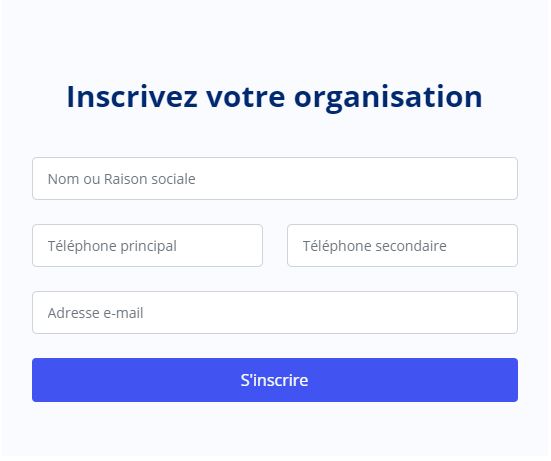 Inscrivez votre organisation
Nom ou Raison sociale
Téléphone principal
Téléphone secondaire
Adresse e-mail
S'inscrire